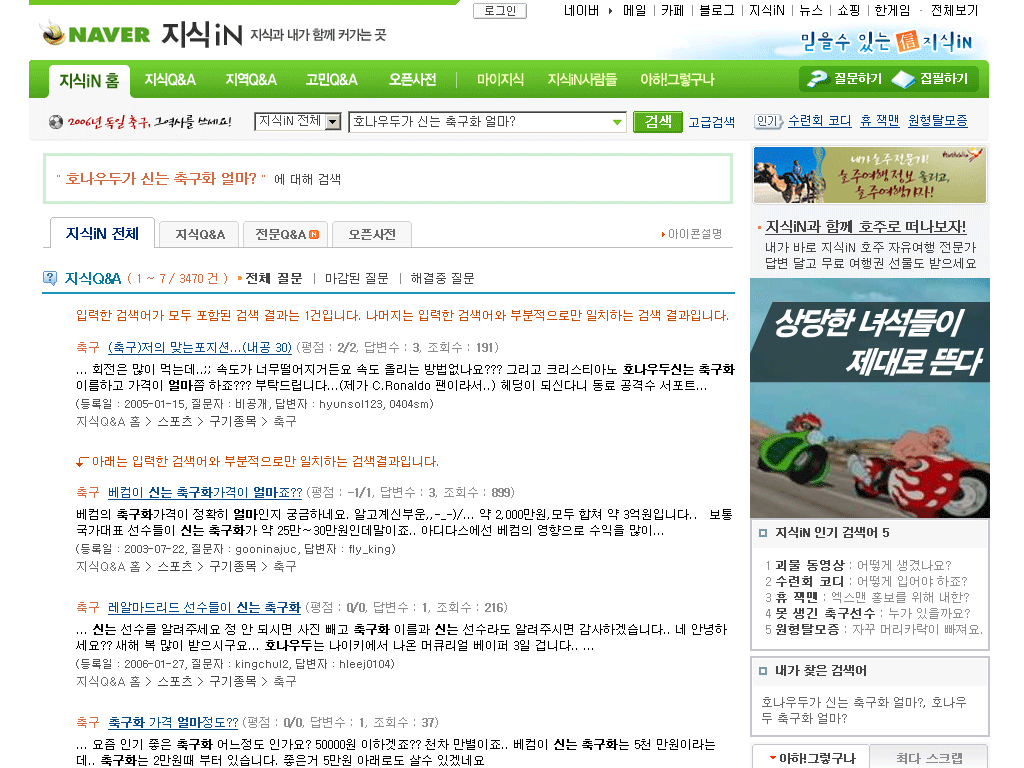 로그인
네이버 메일 | 카페 | 블로그 | 지식iN | 뉴스 | 쇼핑 | 한게임 · 전체보기
NAVER 지식iN 지식과 내가 함께 커가는 곳
믿을수 있는 信 지식iN
지식iN 홈 지식Q&A 지역Q&A 고민Q&A 오픈사전 | 마이지식 지식iN사람들 아하!그렇구나 질문하기 집필하기
2006년 독일 축구, 그 역사를 쓰세요! 지식iN 전체 호나우두가 신는 축구화 얼마? 검색 고급검색 인기 수련회 코디 휴 잭맨 원형탈모증
" 호나우두가 신는 축구화 얼마? " 에 대해 검색
지식iN 전체 지식Q&A 전문Q&A 오픈사전 아이콘설명
지식Q&A ( 1 ~ 7 / 3470 건 ) 전체 질문 | 마감된 질문 | 해결중 질문
입력한 검색어가 모두 포함된 검색 결과는 1건입니다. 나머지는 입력한 검색어와 부분적으로만 일치하는 검색 결과입니다.
축구 (축구)저의 맞는포지션...(내공 30) (평점 : 2/2, 답변수 : 3, 조회수 : 191)
... 회전은 많이 먹는데..;; 속도가 너무떨어지거든요 속도 올리는 방법없나요??? 그리고 크리스티아노 호나우두신는 축구화
이름하고 가격이 얼마쯤 하죠??? 부탁드립니다...(제가 C.Ronaldo 팬이라서..) 헤딩이 되신다니 동료 공격수 서포트...
(등록일 : 2005-01-15, 질문자 : 비공개, 답변자 : hyunsol123, 0404sm)
지식Q&A 홈 > 스포츠 > 구기종목 > 축구
아래는 입력한 검색어와 부분적으로만 일치하는 검색결과입니다.
축구 베컴이 신는 축구화가격이 얼마죠?? (평점 : -1/1, 답변수 : 3, 조회수 : 899)
베컴의 축구화가격이 정확히 얼마인지 궁금하네요. 알고계신부운,,-_-)/... 약 2,000만원,모두 합쳐 약 3억원입니다.. 보통
국가대표 선수들이 신는 축구화가 약 25만~30만원인데말이죠.. 아디다스에선 베컴의 영향으로 수익을 많이...
(등록일 : 2003-07-22, 질문자 : gooninajuc, 답변자 : fly_king)
지식Q&A 홈 > 스포츠 > 구기종목 > 축구
축구 레알마드리드 선수들이 신는 축구화 (평점 : 0/0, 답변수 : 1, 조회수 : 216)
... 신는 선수를 알려주세요 정 안 되시면 사진 빼고 축구화 이름과 신는 선수라도 알려주시면 감사하겠습니다.. 네 안녕하
세요?? 새해 복 많이 받으시구요... 호나우두는 나이키에서 나온 머큐리얼 베이퍼 3일 겁니다.. ...
(등록일 : 2006-01-27, 질문자 : kingchul2, 답변자 : hleej0104)
지식Q&A 홈 > 스포츠 > 구기종목 > 축구
축구 축구화 가격 얼마정도?? (평점 : 0/0, 답변수 : 1, 조회수 : 37)
... 요즘 인기 좋은 축구화 어느정도 인가요? 50000원 이하겟죠?? 천차 만별이죠.. 베컴이 신는 축구화는 5천 만원이라는
데.. 축구화는 2만원때 부터 있습니다. 좋은거 5만원 아래로도 살수 있겠네요
내가 호주 전문가!
호주여행정보 올리고,
호주여행가자!
지식iN과 함께 호주로 떠나보자!
내가 바로 지식iN 호주 자유여행 전문가
답변 달고 무료 여행권 선물도 받으세요
상당한 녀석들이
제대로 뜬다
지식iN 인기 검색어 5
1 괴물 동영상 : 어떻게 생겼나요?
2 수련회 코디 : 어떻게 입어야 하죠?
3 휴 잭맨 : 엑스맨 홍보를 위해 내한?
4 못 생긴 축구선수 : 누가 있을까요?
5 원형탈모증 : 자꾸 머리카락이 빠져요.
내가 찾은 검색어
호나우두가 신는 축구화 얼마?, 호나우
두 축구화 얼마?
아하!그렇구나 최다 스크랩